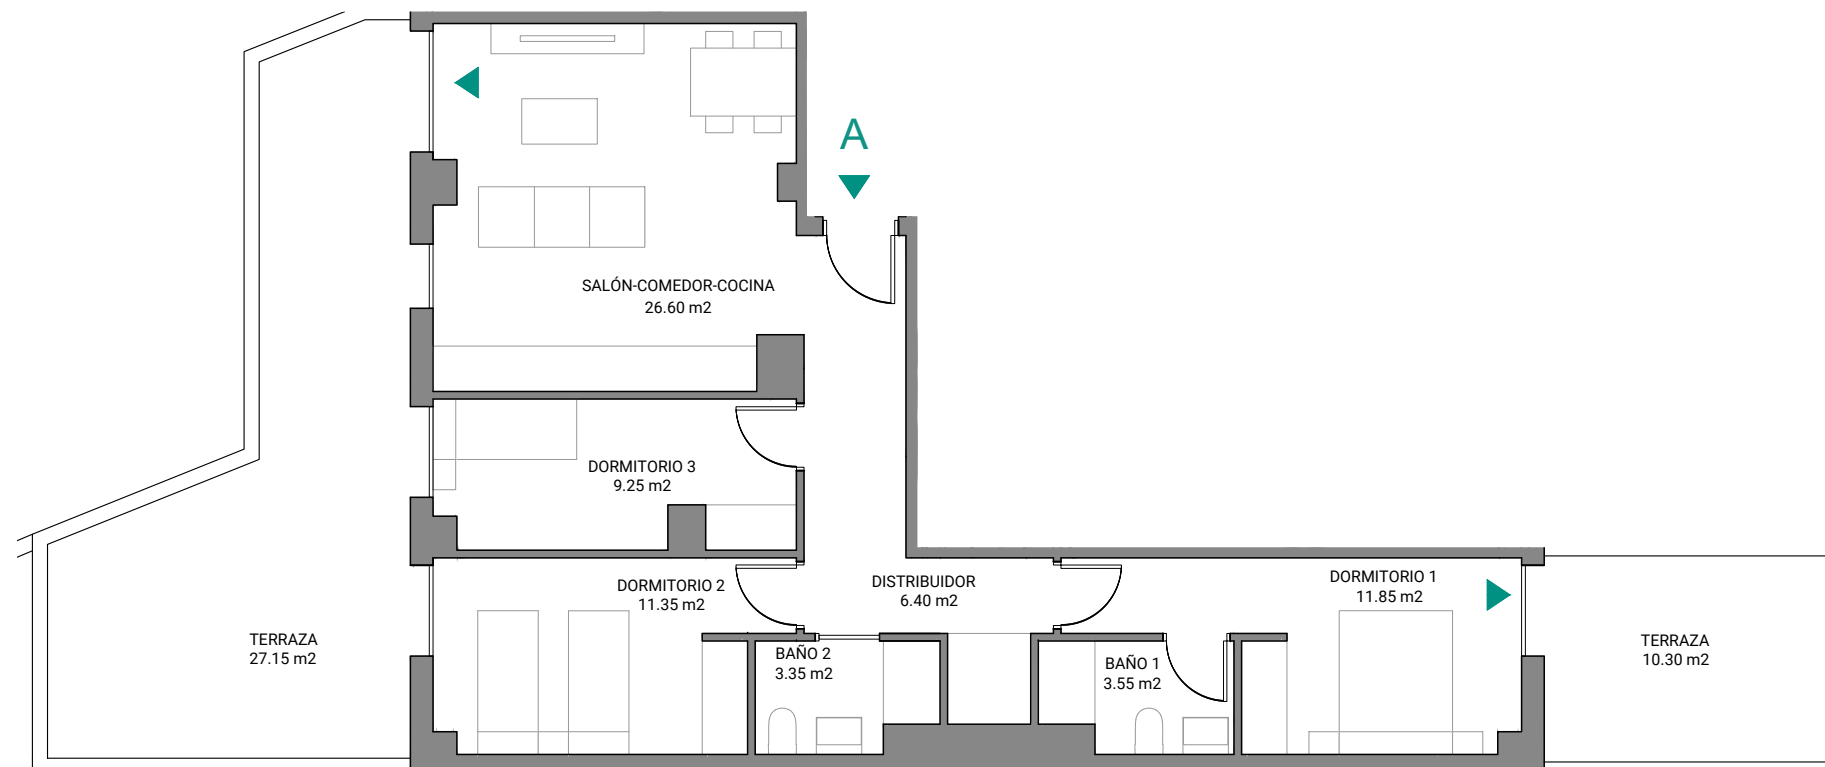 A
SALÓN-COMEDOR-COCINA
26.60 m2
DORMITORIO 3
9.25 m2
DORMITORIO 2
11.35 m2
DISTRIBUIDOR
6.40 m2
DORMITORIO 1
11.85 m2
TERRAZA
27.15 m2
BAÑO 2
3.35 m2
BAÑO 1
3.55 m2
TERRAZA
10.30 m2